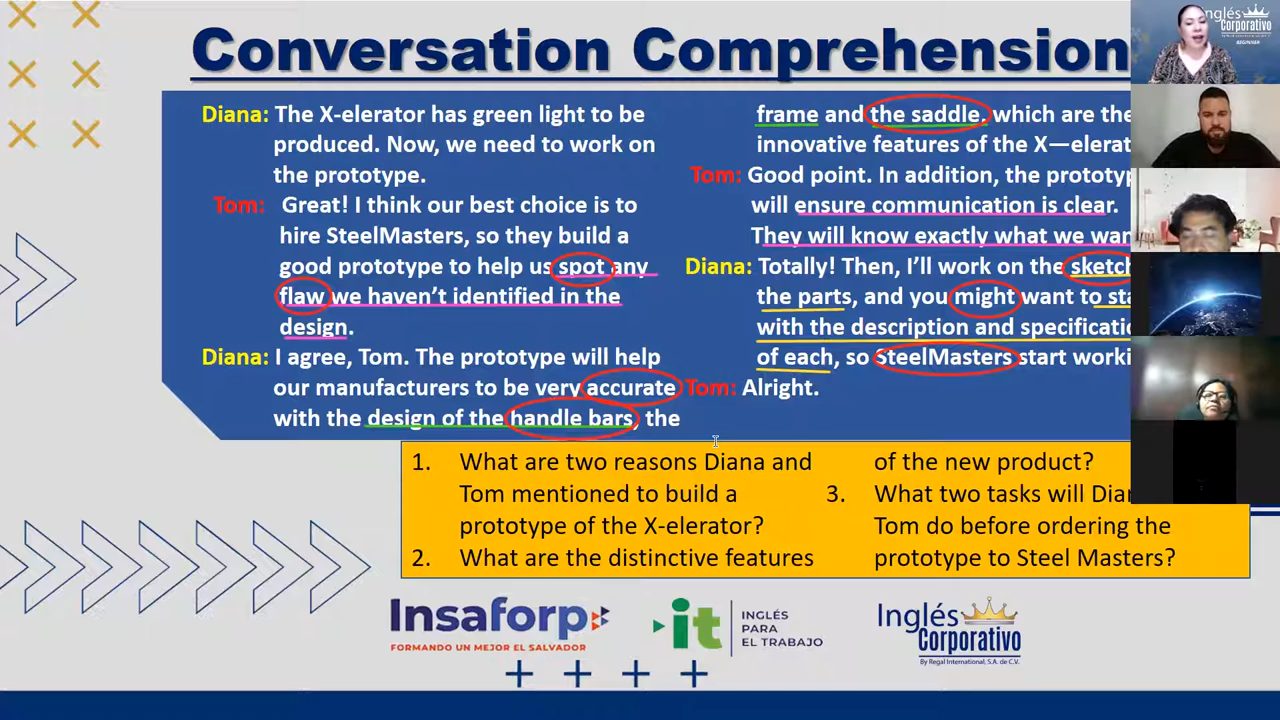 Conversation Comprehension
Diana: The X-elerator has green light to be
produced. Now, we need to work on
the prototype.
Tom: Great! I think our best choice is to
hire SteelMasters, so they build a
good prototype to help us spot any
flaw we haven't identified in the
design.
Diana: I agree, Tom. The prototype will help
our manufacturers to be very accurate
with the design of the handle bars, the
frame and the saddle. which are the
innovative features of the X—elerat
Tom: Good point. In addition, the prototyp
will ensure communication is clear.
They will know exactly what we wan
Diana: Totally! Then, I'll work on the sketch
the parts, and you might want to sta
with the description and specificatio
of each, so SteelMasters start worki
Tom: Alright.
1. What are two reasons Diana and
Tom mentioned to build a
prototype of the X-elerator?
2. What are the distinctive features
of the new product?
3. What two tasks will Dian
Tom do before ordering the
prototype to Steel Masters?
Insaforp
FORMANDO UN MEJOR EL SALVADOR
it
INGLÉS
PARA
EL TRABAJO
Inglés
Corporativo
By Regal International, S.A. de C.V.
Inglés
Corporativo
BEGINNER